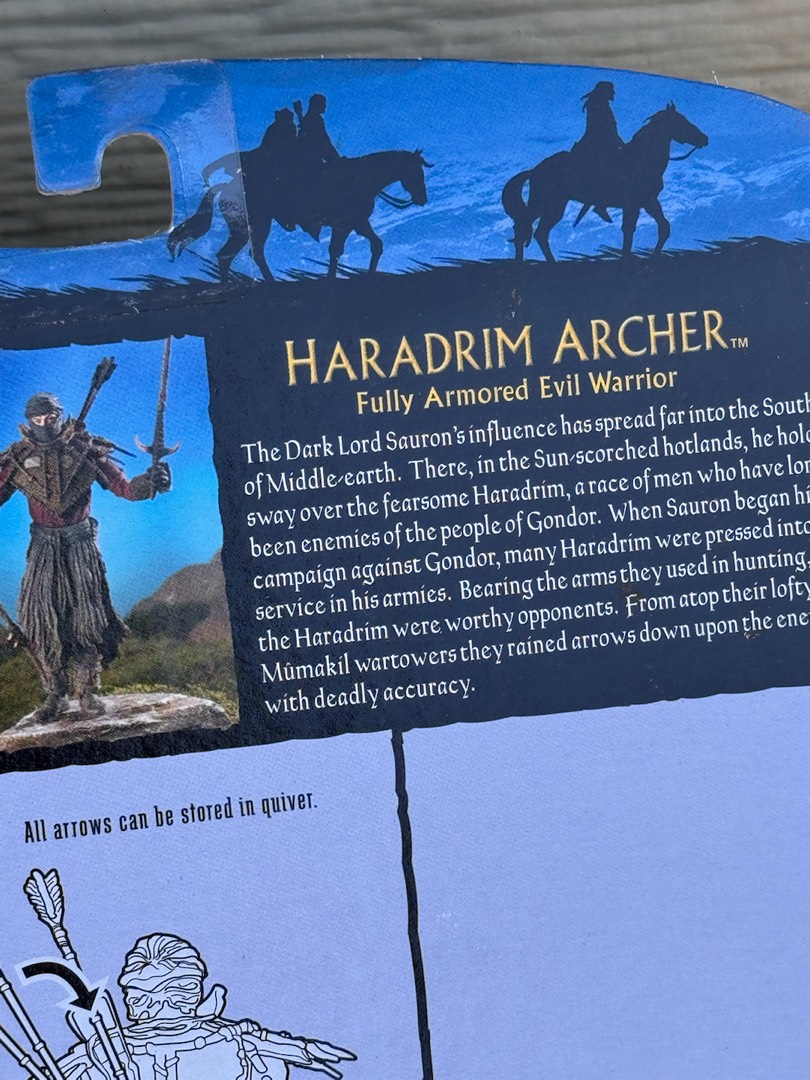 HARADRIM ARCHER™
Fully Armored Evil Warrior
The Dark Lord Sauron's influence has spread far into the South
of Middle-earth. There, in the Sun-scorched hotlands, he
sway over the fearsome Haradrim, a race of men who have
been enemies of the people of Gondor. When Sauron began
campaign against Gondor, many Haradrim were pressed into
service in his armies. Bearing the arms they used in hunting,
the Haradrim were worthy opponents. From atop their lofty
Mûmakil wartowers they rained arrows down upon the
with deadly accuracy.
All arrows can be stored in quiver.